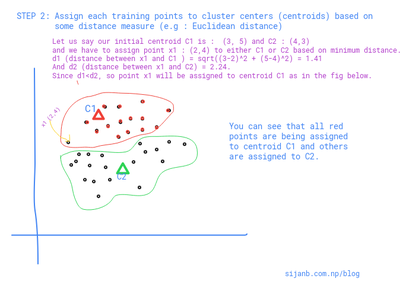 STEP 2: Assign each training points to cluster centers (centroids) based on
some distance measure (e.g : Euclidean distance)
Let us say our initial centroid C1 is : (3, 5) and C2 : (4,3)
and we have to assign point x1 : (2,4) to either C1 or C2 based on minimum distance.
d1 (distance between x1 and C1 ) = sqrt((3-2)^2 + (5-4)^2) = 1.41
And d2 (distance between x1 and C2) = 2.24.
Since d1<d2, so point x1 will be assigned to centroid C1 as in the fig below.
C1
x1 (2,4)
You can see that all red
points are being assigned
to centroid C1 and others
are assigned to C2.
C2
sijanb.com.np/blog